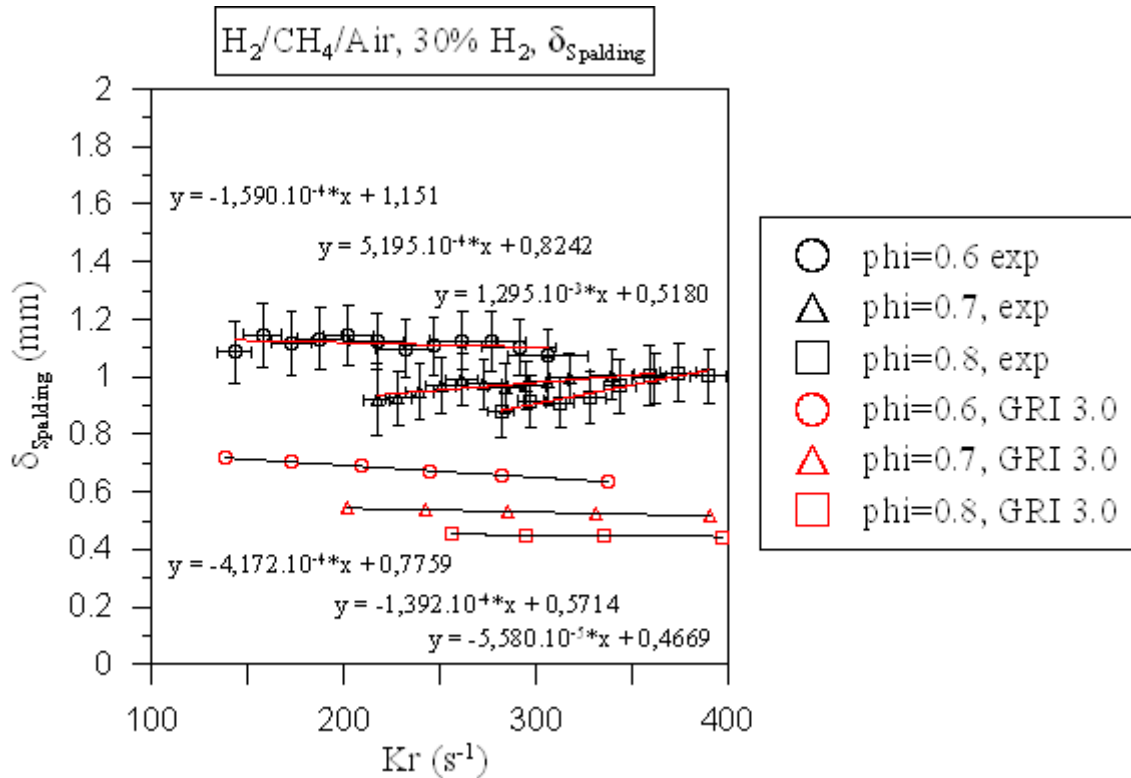 H₂/CH₄/Air, 30% H₂, δSpalding
2
1.8
1.6
1.4
1.2
1
0.8
0.6
0.4
0.2
0
δSpalding (mm)
y = -1,590.10⁻⁴*x + 1,151
y = 5,195.10⁻⁴*x + 0,8242
y = 1,295.10⁻³*x + 0,5180
y = -4,172.10⁻⁴*x + 0,7759
y = -1,392.10⁻⁴*x + 0,5714
y = -5,580.10⁻⁵*x + 0,4669
100 200 300 400
Kr (s⁻¹)
phi=0.6 exp
phi=0.7, exp
phi=0.8, exp
phi=0.6, GRI 3.0
phi=0.7, GRI 3.0
phi=0.8, GRI 3.0